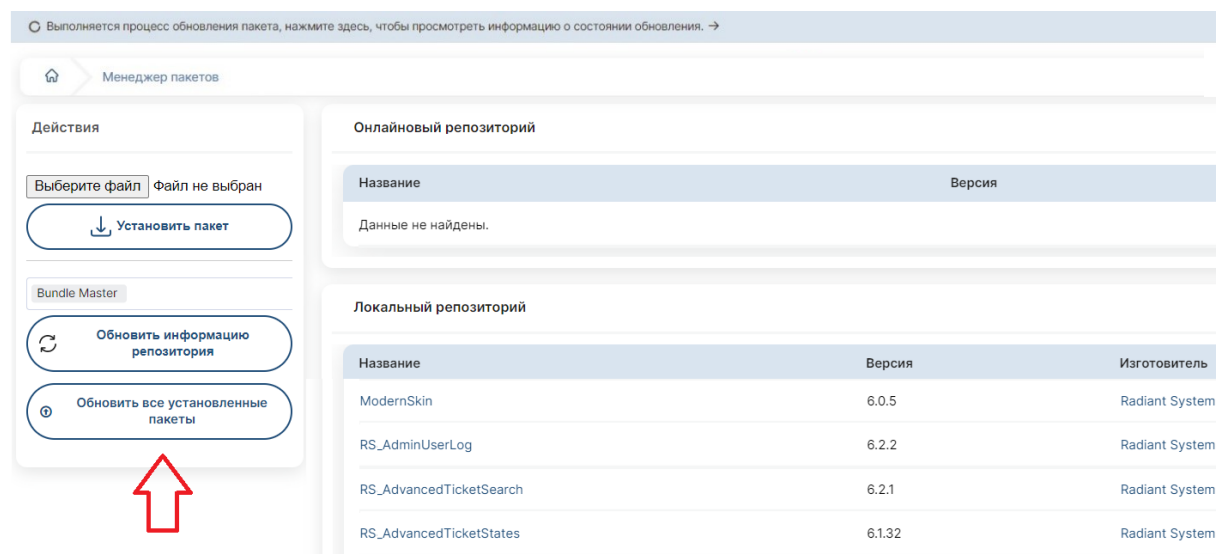 Выполняется процесс обновления пакета, нажмите здесь, чтобы просмотреть информацию о состоянии обновления. →
Менеджер пакетов
Действия
Выберите файл Файл не выбран
Установить пакет
Bundle Master
Обновить информацию
репозитория
Обновить все установленные
пакеты
Онлайновый репозиторий
Название Версия
Данные не найдены.
Локальный репозиторий
Название Версия Изготовитель
ModernSkin 6.0.5 Radiant System
RS_AdminUserLog 6.2.2 Radiant System
RS_AdvancedTicketSearch 6.2.1 Radiant System
RS_AdvancedTicketStates 6.1.32 Radiant System